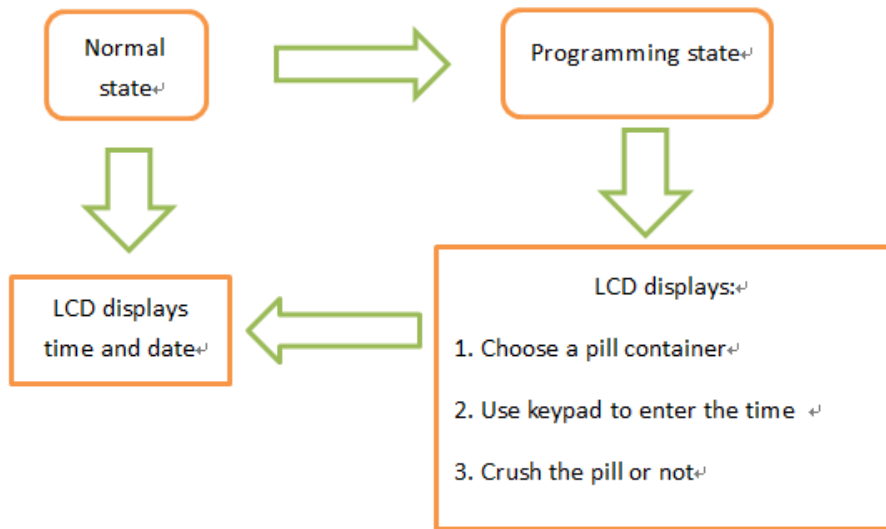 Normal
state↵
Programming state↵
LCD displays
time and date↵
LCD displays:↵
1. Choose a pill container↵
2. Use keypad to enter the time ↵
3. Crush the pill or not↵